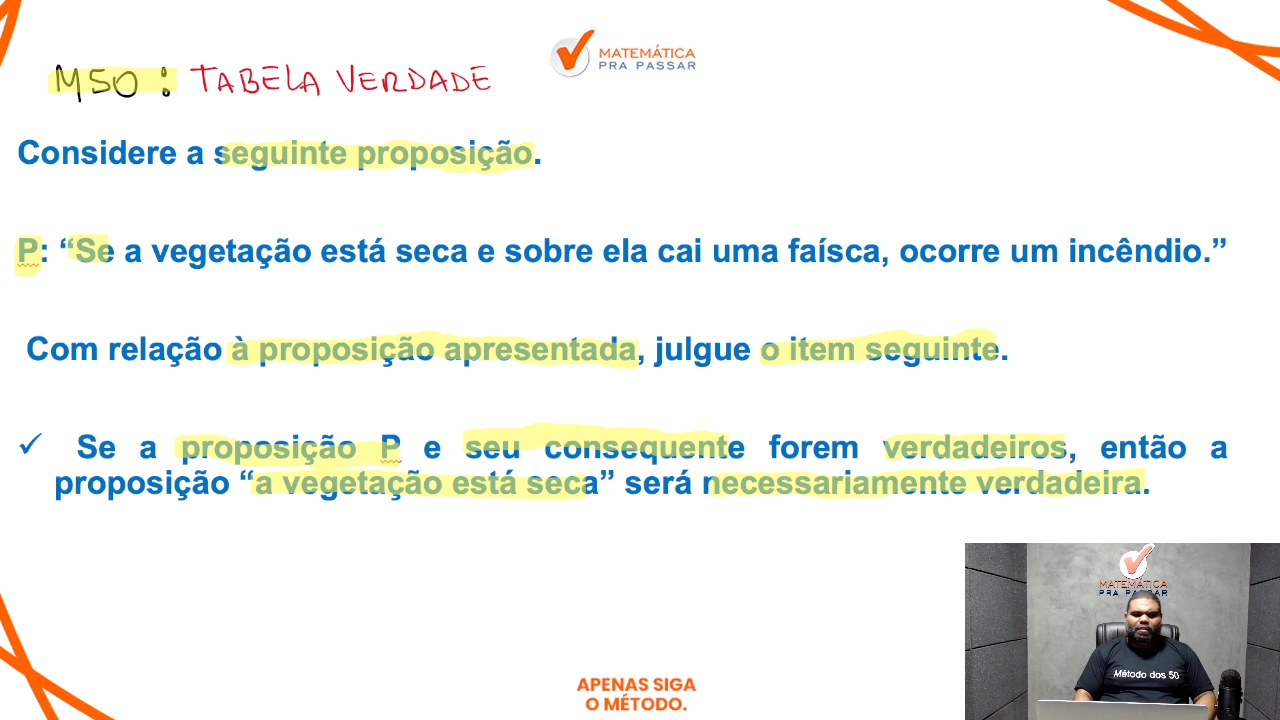 MATEMÁTICA
PRA PASSAR
M50: TABELA VERDADE
Considere a seguinte proposição.
P: “Se a vegetação está seca e sobre ela cai uma faísca, ocorre um incêndio.”
Com relação à proposição apresentada, julgue o item seguinte.
✓ Se a proposição P e seu consequente forem verdadeiros, então a
proposição “a vegetação está seca” será necessariamente verdadeira.
MATEMÁTICA
PRA PASSAR
Método dos 50
APENAS SIGA
O MÉTODO.